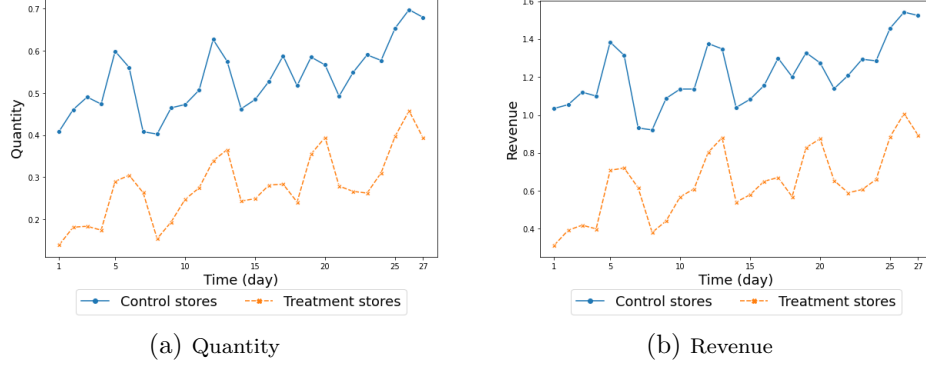 0.7
0.6
0.5
0.4
0.3
0.2
Quantity
1
5
10
15
20
25
27
Time (day)
Control stores
Treatment stores
(a) Quantity
1.6
1.4
1.2
1.0
0.8
0.6
0.4
Revenue
1
5
10
15
20
25
27
Time (day)
Control stores
Treatment stores
(b) Revenue